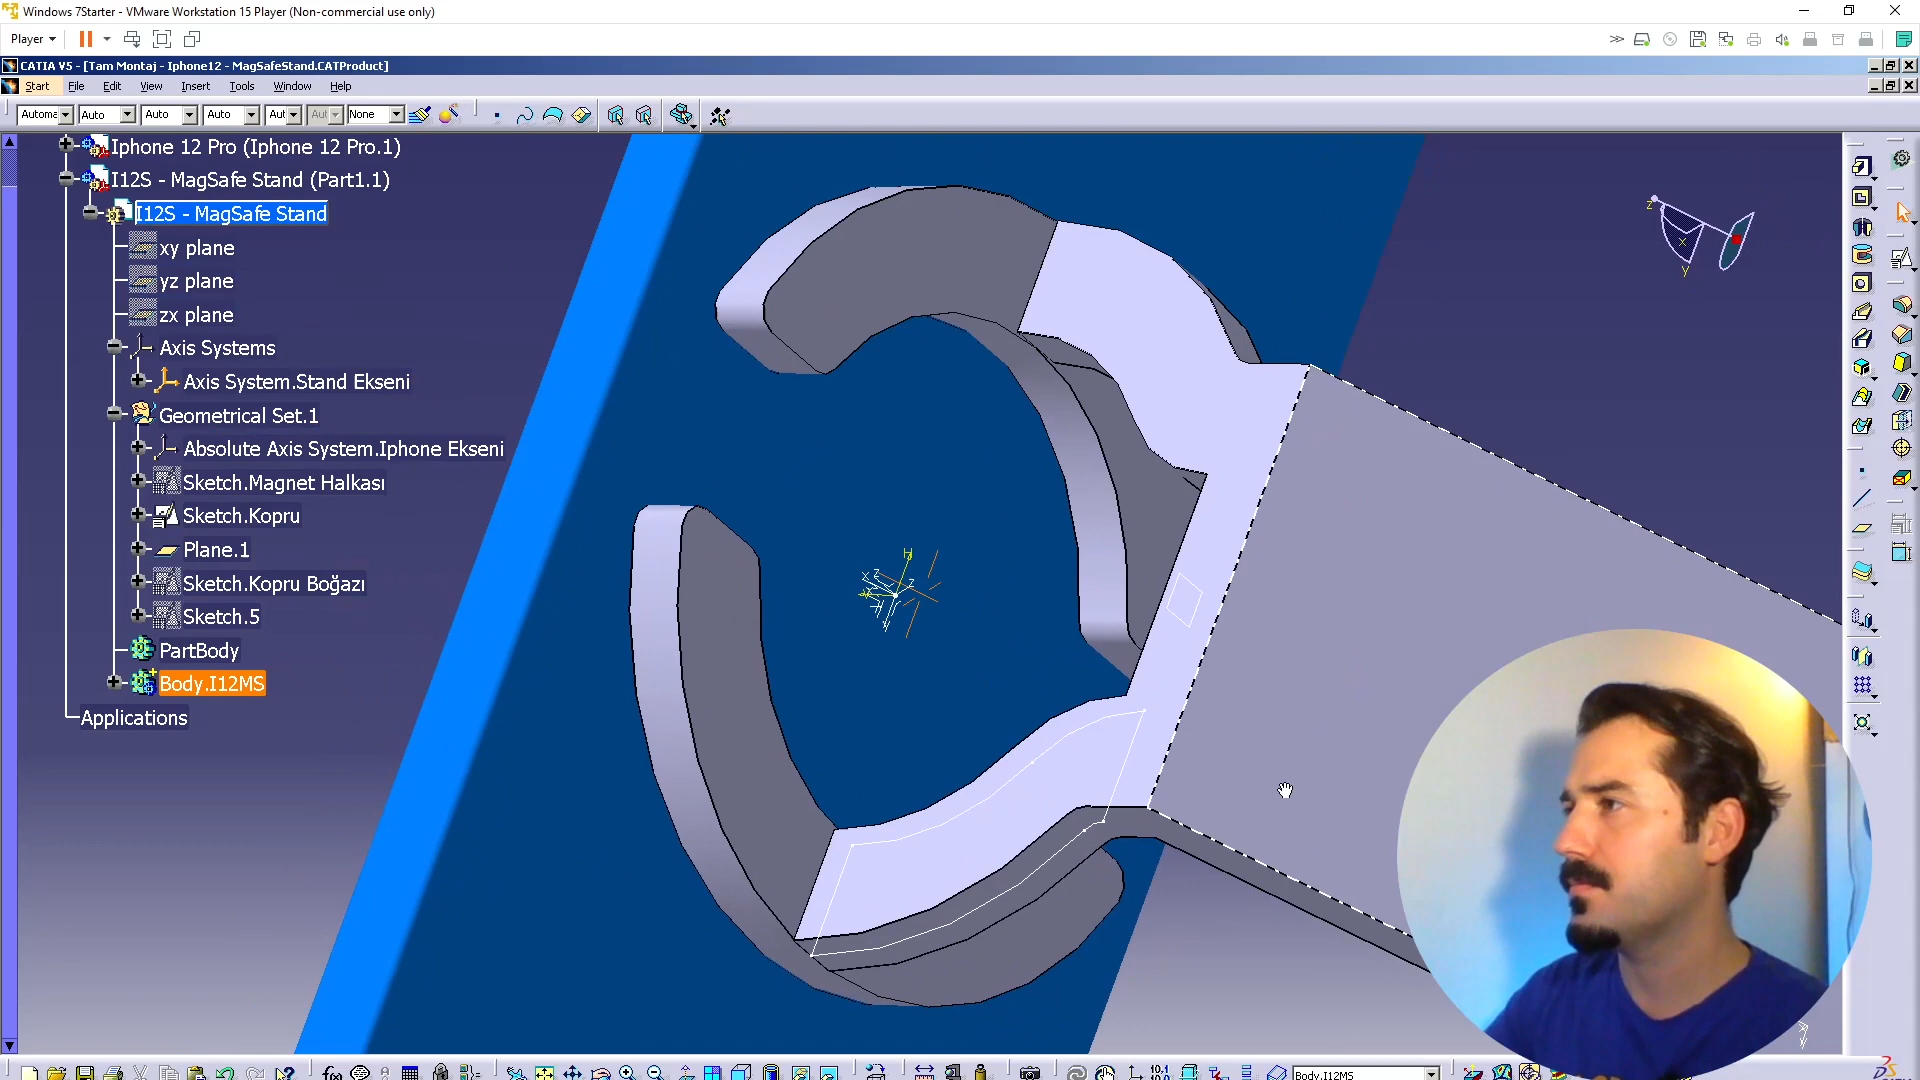 Windows 7Starter - VMware Workstation 15 Player (Non-commercial use only)
Player
CATIA V5 - [Tam Montaj - Iphone12 - MagSafeStand.CATProduct]
Start File Edit View Insert Tools Window Help
Automa Auto Auto Auto Aut Aut None
Iphone 12 Pro (Iphone 12 Pro.1)
I12S - MagSafe Stand (Part1.1)
I12S - MagSafe Stand
xy plane
yz plane
zx plane
Axis Systems
Axis System.Stand Ekseni
Geometrical Set.1
Absolute Axis System.Iphone Ekseni
Sketch.Magnet Halkası
Sketch.Kopru
Plane.1
Sketch.Kopru Boğazı
Sketch.5
PartBody
Body.I12MS
Applications
z
x
y
H
Body.I12MS